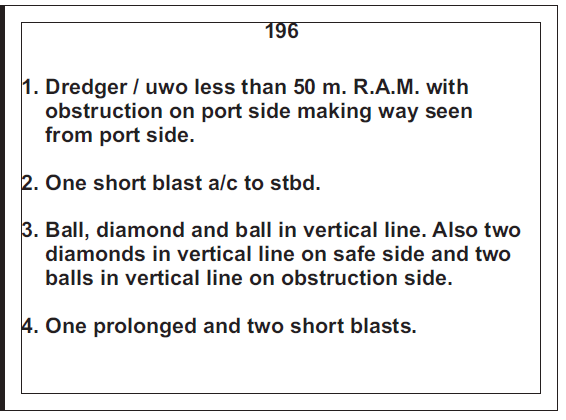 196
1. Dredger / uwo less than 50 m. R.A.M. with
obstruction on port side making way seen
from port side.
2. One short blast a/c to stbd.
3. Ball, diamond and ball in vertical line. Also two
diamonds in vertical line on safe side and two
balls in vertical line on obstruction side.
4. One prolonged and two short blasts.